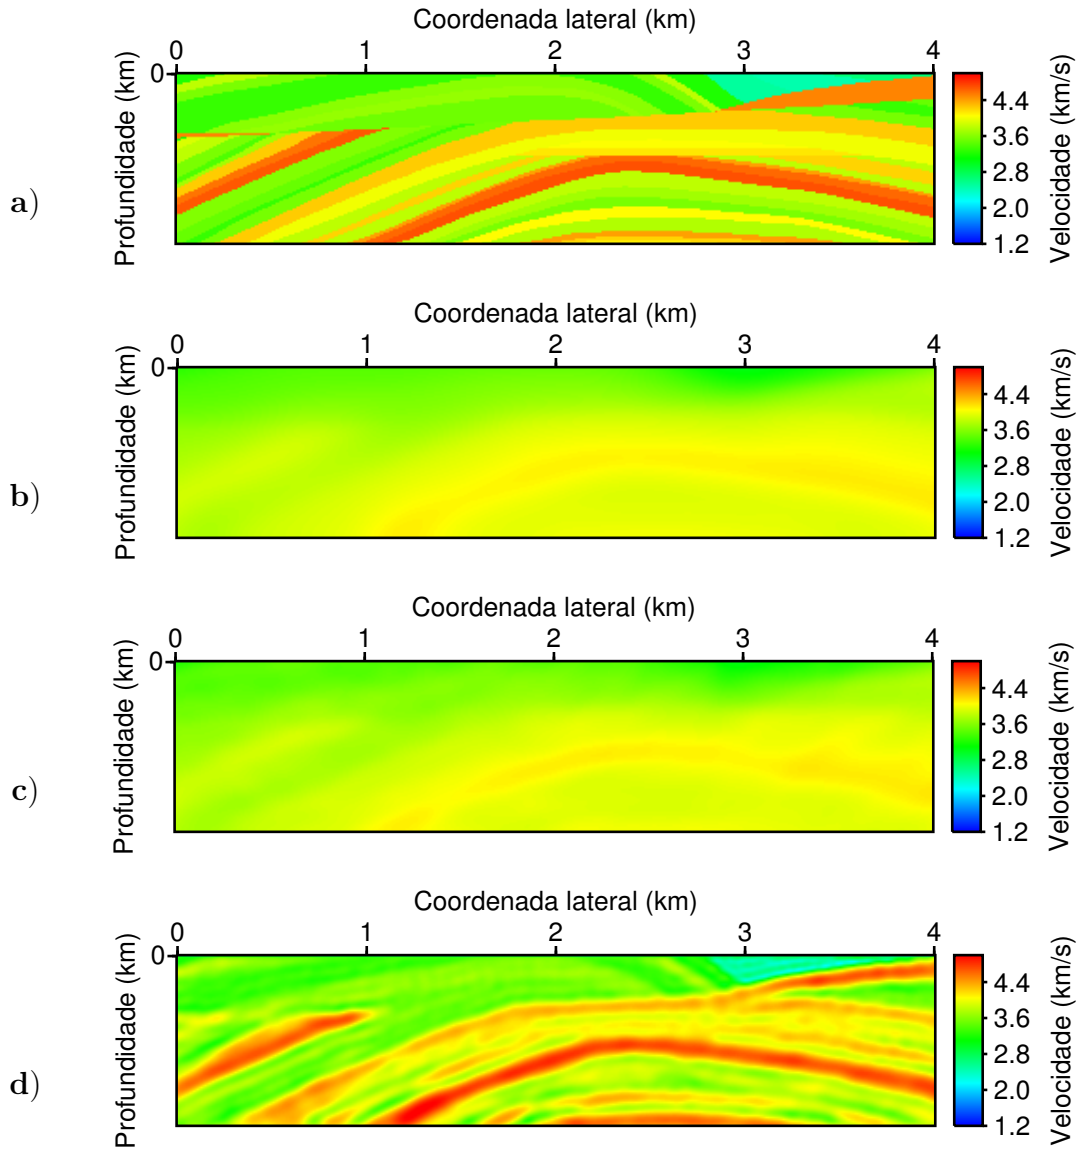 Coordenada lateral (km)
0 1 2 3 4
0
Profundidade (km)
a)
4.4
3.6
2.8
2.0
1.2
Velocidade (km/s)
Coordenada lateral (km)
0 1 2 3 4
0
Profundidade (km)
b)
4.4
3.6
2.8
2.0
1.2
Velocidade (km/s)
Coordenada lateral (km)
0 1 2 3 4
0
Profundidade (km)
c)
4.4
3.6
2.8
2.0
1.2
Velocidade (km/s)
Coordenada lateral (km)
0 1 2 3 4
0
Profundidade (km)
d)
4.4
3.6
2.8
2.0
1.2
Velocidade (km/s)